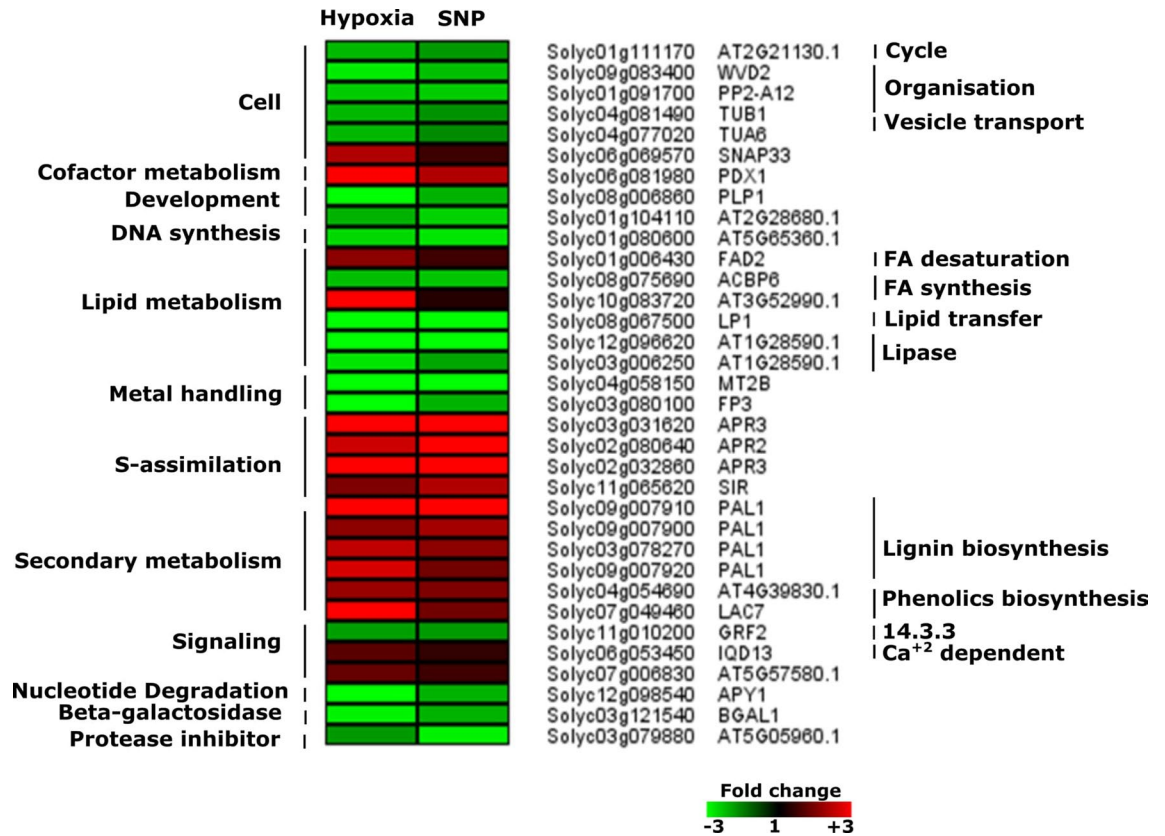 Hypoxia SNP
Solyc01g111170 AT2G21130.1 Cycle
Solyc09g083400 WVD2
Cell Solyc01g091700 PP2-A12 Organisation
Solyc04g081490 TUB1 Vesicle transport
Solyc04g077020 TUA6
Solyc06g069570 SNAP33
Cofactor metabolism Solyc06g081980 PDX1
Development Solyc08g006860 PLP1
Solyc01g104110 AT2G28680.1
DNA synthesis Solyc01g080600 AT5G65360.1
Solyc01g006430 FAD2 FA desaturation
Solyc08g075690 ACBP6 FA synthesis
Lipid metabolism Solyc10g083720 AT3G52990.1
Solyc08g067500 LP1 Lipid transfer
Solyc12g096620 AT1G28590.1 Lipase
Solyc03g006250 AT1G28590.1
Metal handling Solyc04g058150 MT2B
Solyc03g080100 FP3
Solyc03g031620 APR3
Solyc02g080640 APR2
S-assimilation Solyc02g032860 APR3
Solyc11g065620 SIR
Solyc09g007910 PAL1
Solyc09g007900 PAL1
Secondary metabolism Solyc03g078270 PAL1 Lignin biosynthesis
Solyc09g007920 PAL1
Solyc04g054690 AT4G39830.1 Phenolics biosynthesis
Solyc07g049460 LAC7
Signaling Solyc11g010200 GRF2 14.3.3
Solyc06g053450 IQD13 Ca+2 dependent
Solyc07g006830 AT5G57580.1
Nucleotide Degradation Solyc12g098540 APY1
Beta-galactosidase Solyc03g121540 BGAL1
Protease inhibitor Solyc03g079880 AT5G05960.1
Fold change
-3 1 +3